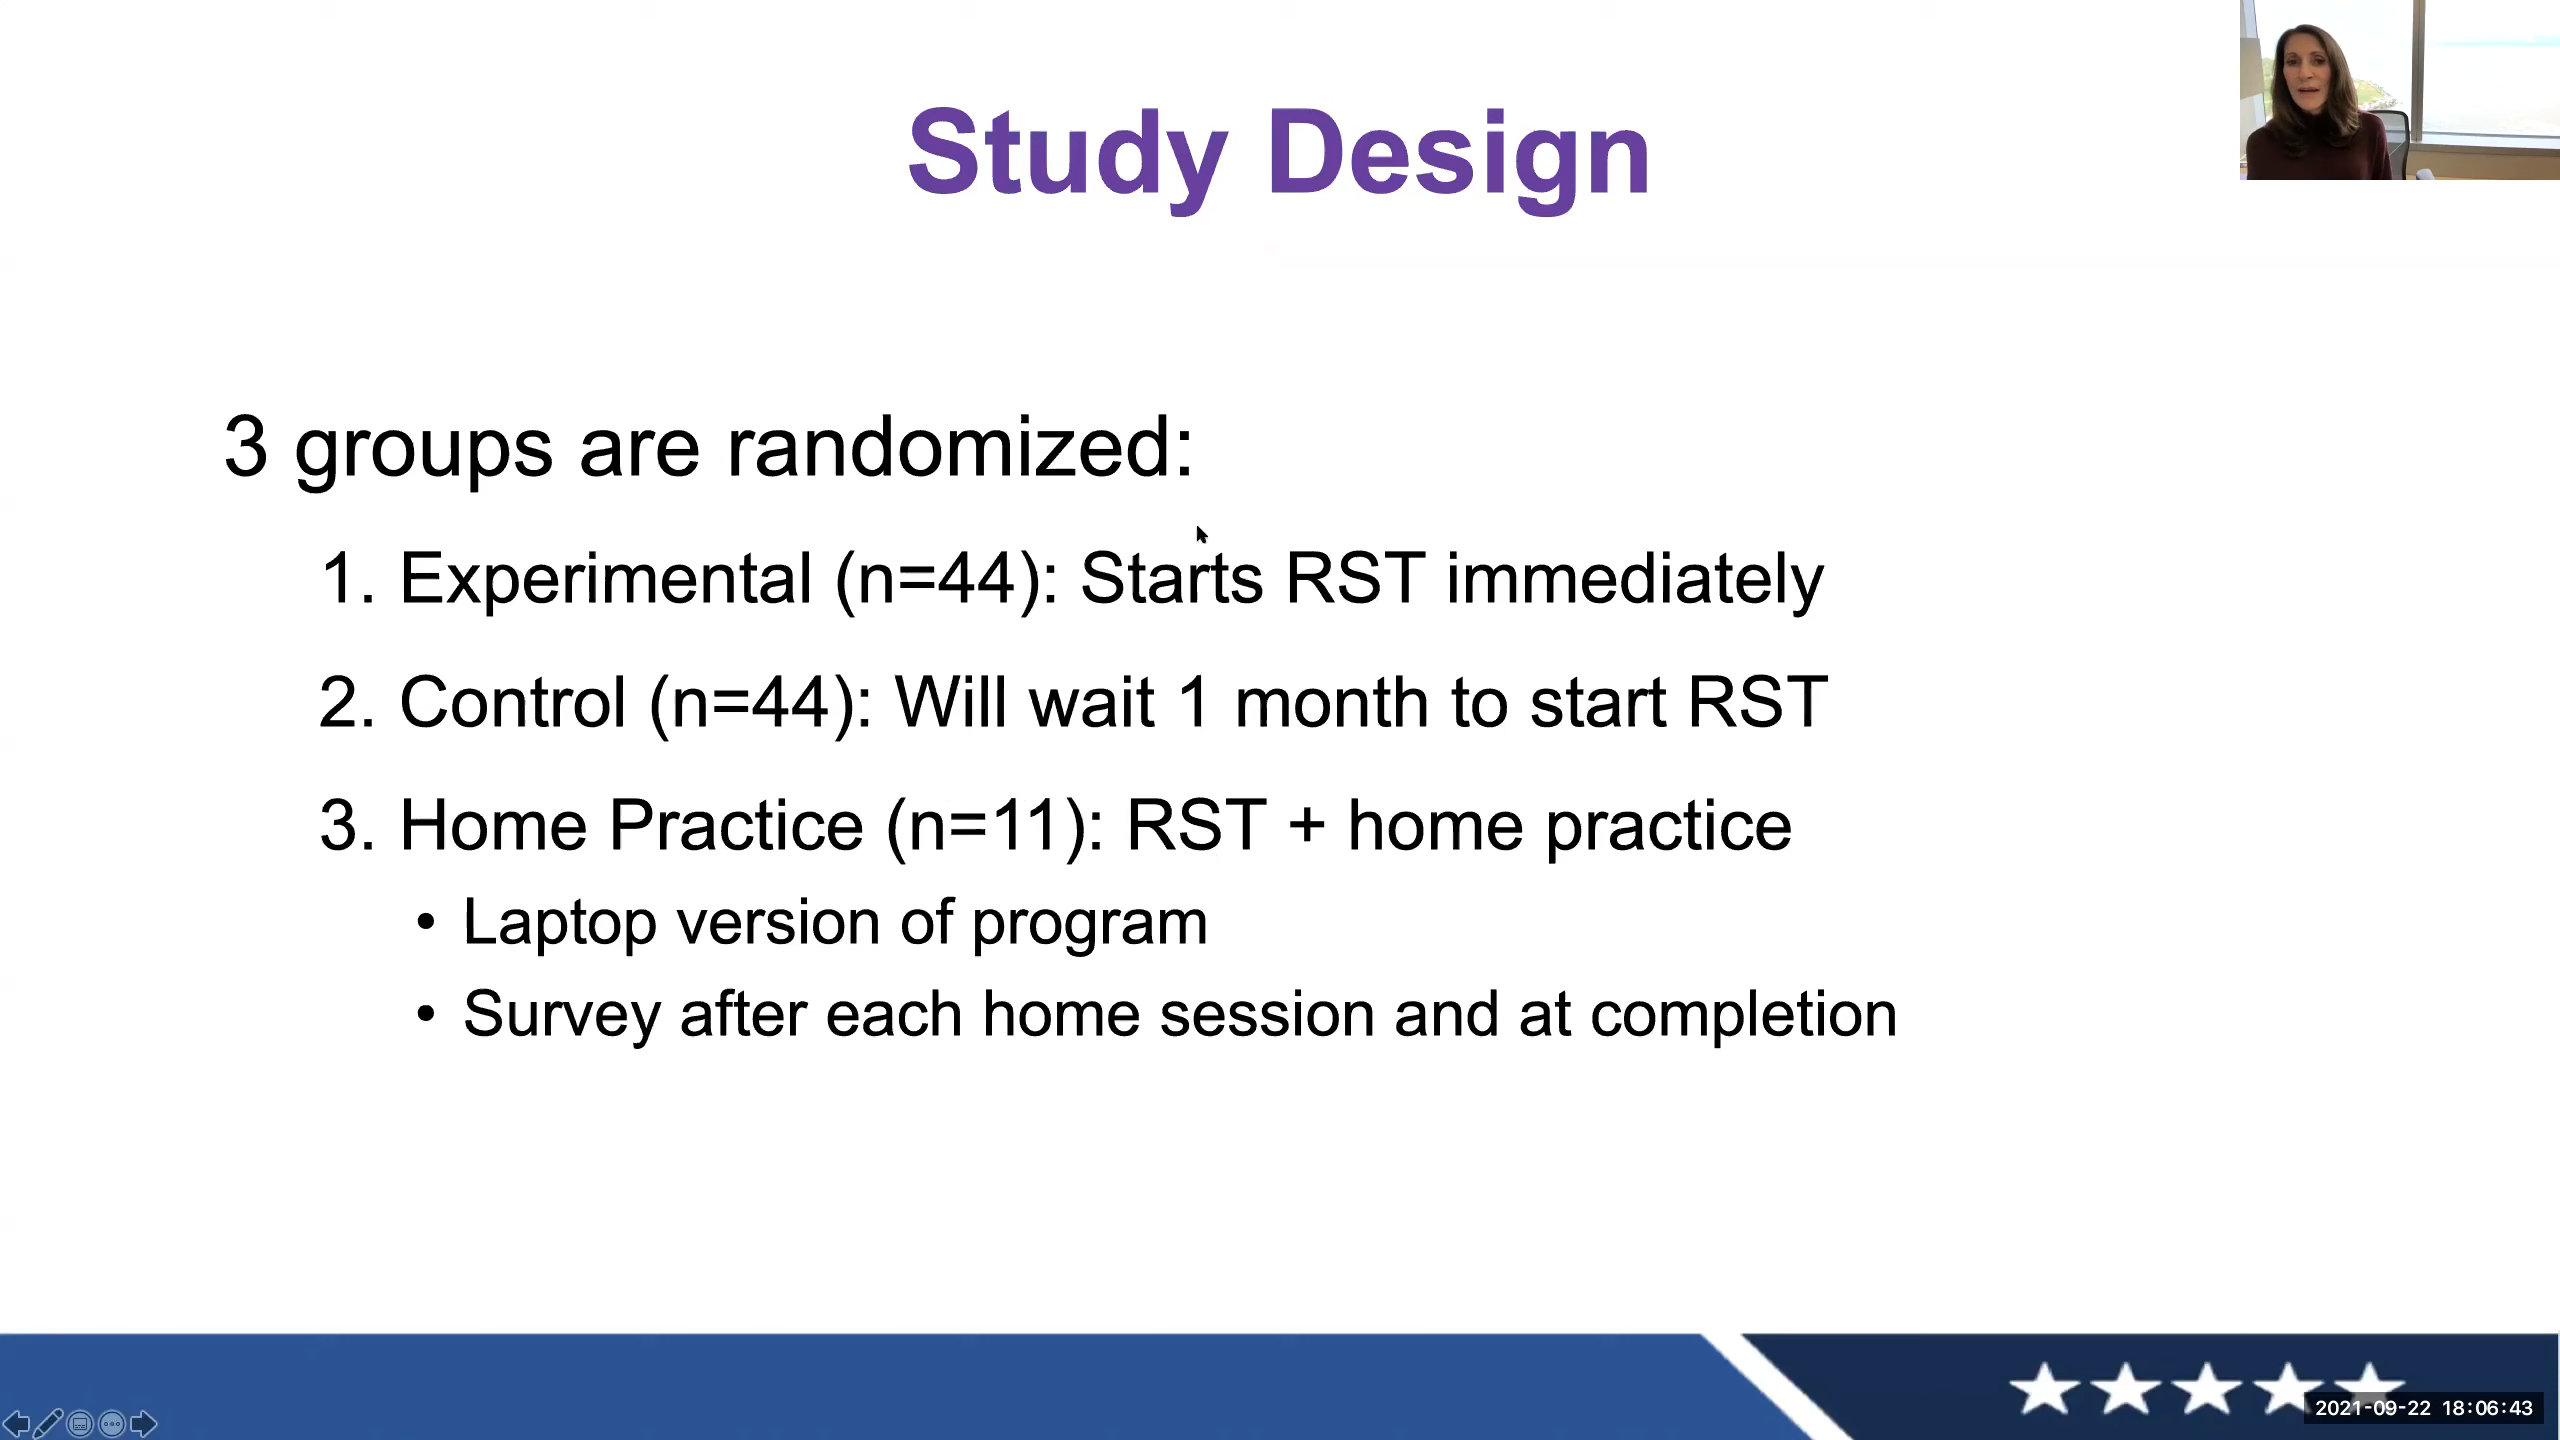 Study Design
3 groups are randomized:
1. Experimental (n=44): Starts RST immediately
2. Control (n=44): Will wait 1 month to start RST
3. Home Practice (n=11): RST + home practice
• Laptop version of program
• Survey after each home session and at completion
2021-09-22 18:06:43